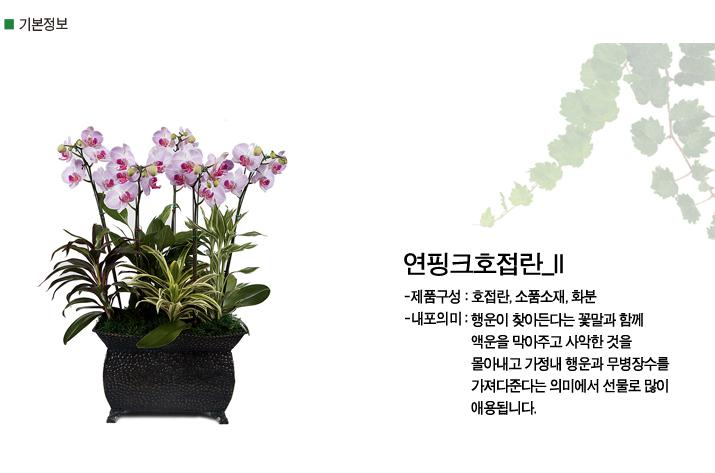 기본정보
연핑크호접란_II
-제품구성 : 호접란, 소품소재, 화분
-내포의미 : 행운이 찾아든다는 꽃말과 함께
액운을 막아주고 사악한 것을
몰아내고 가정내 행운과 무병장수를
가져다준다는 의미에서 선물로 많이
애용됩니다.